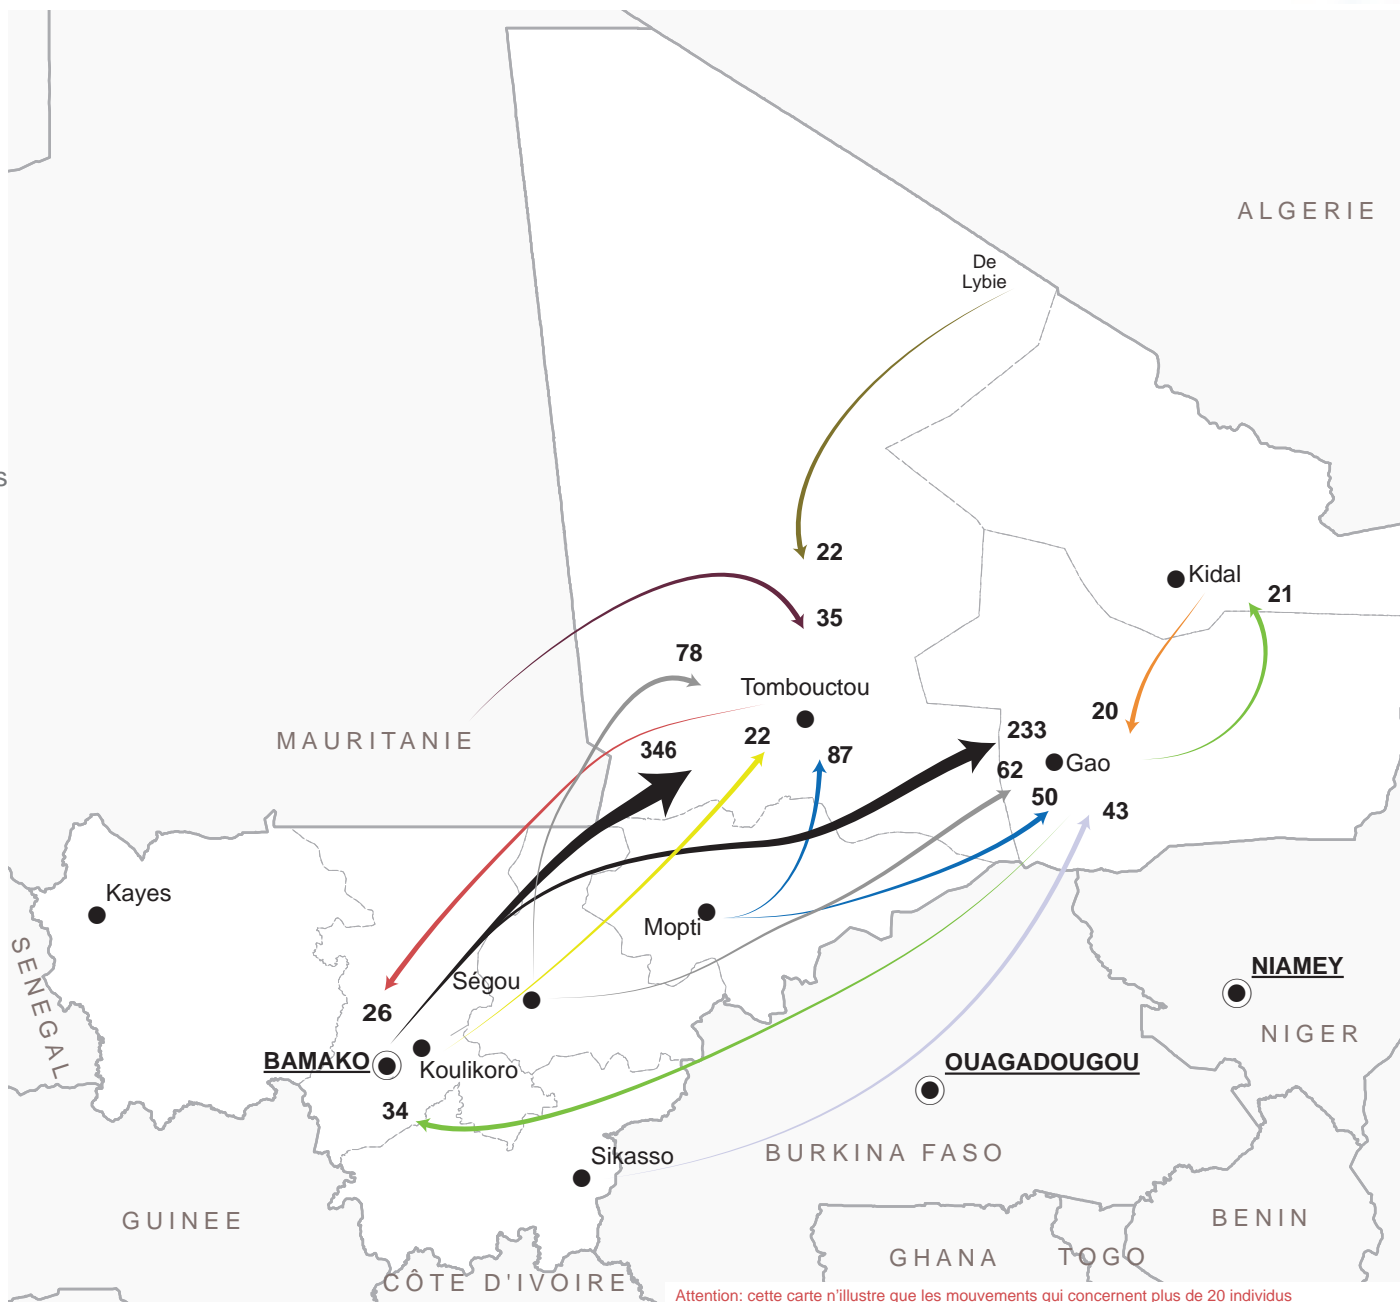 ALGERIE
De
Lybie
s
22
Kidal
21
35
78
Tombouctou
20
MAURITANIE
346
22
87
233
Gao
62
50
43
Kayes
Mopti
SENEGAL
Ségou
NIAMEY
26
NIGER
BAMAKO
Koulikoro
OUAGADOUGOU
34
Sikasso
BURKINA FASO
GUINEE
BENIN
GHANA
TOGO
CÔTE D'IVOIRE
Attention: cette carte n'illustre que les mouvements qui concernent plus de 20 individus